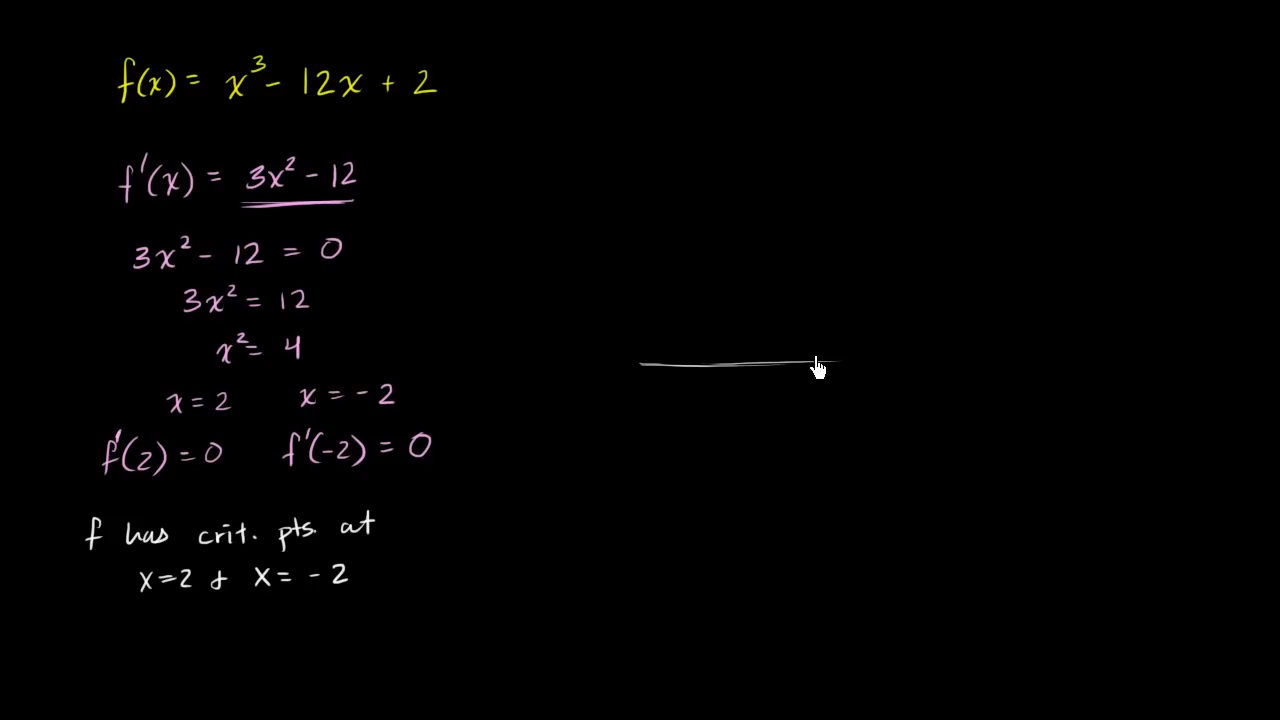 f(x) = x³ - 12x + 2
f'(x) = 3x² - 12
3x² - 12 = 0
3x² = 12
x² = 4
x = 2 x = -2
f'(2) = 0 f'(-2) = 0
f has crit. pts. at
x=2 & x= -2